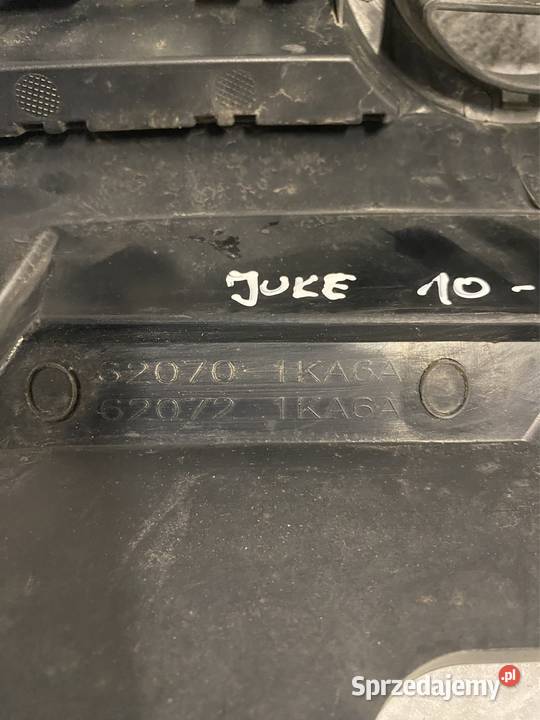 JUKE 10-
62070-1KA6A
62072 1KA6A
Sprzedajemy.pl